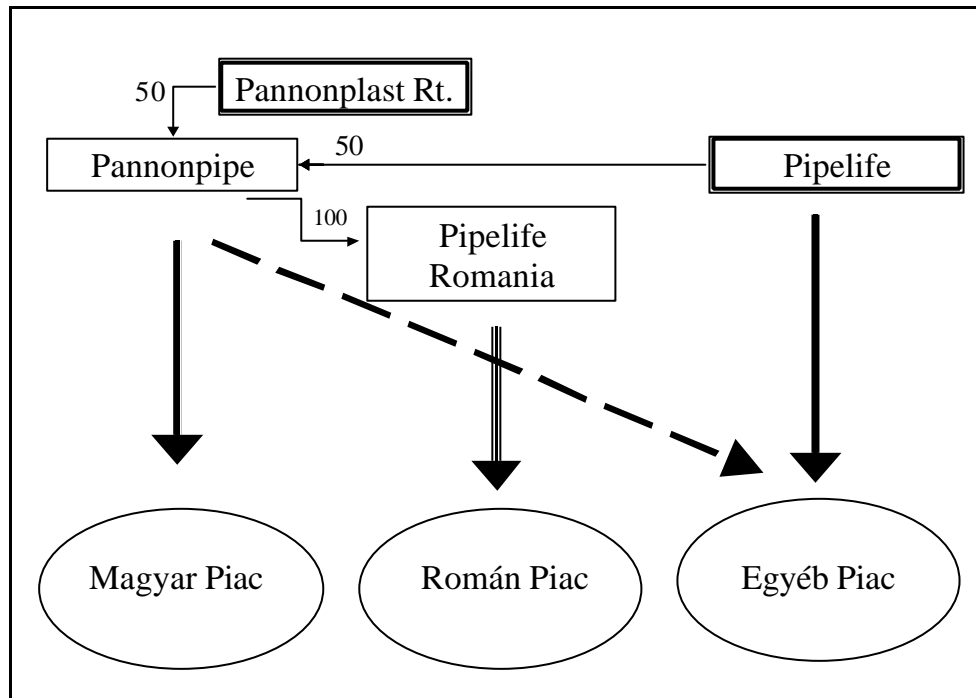 Pannonplast Rt.
50
Pannonpipe
50
Pipelife
100
Pipelife
Romania
Magyar Piac
Román Piac
Egyéb Piac